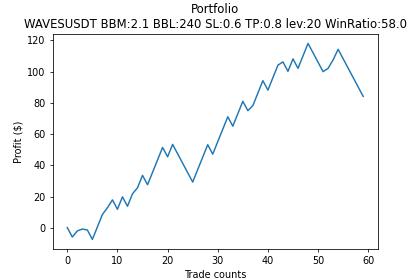 Portfolio
WAVESUSDT BBM:2.1 BBL:240 SL:0.6 TP:0.8 lev:20 WinRatio:58.0
120
100
80
60
40
20
0
Profit ($)
0 10 20 30 40 50 60
Trade counts